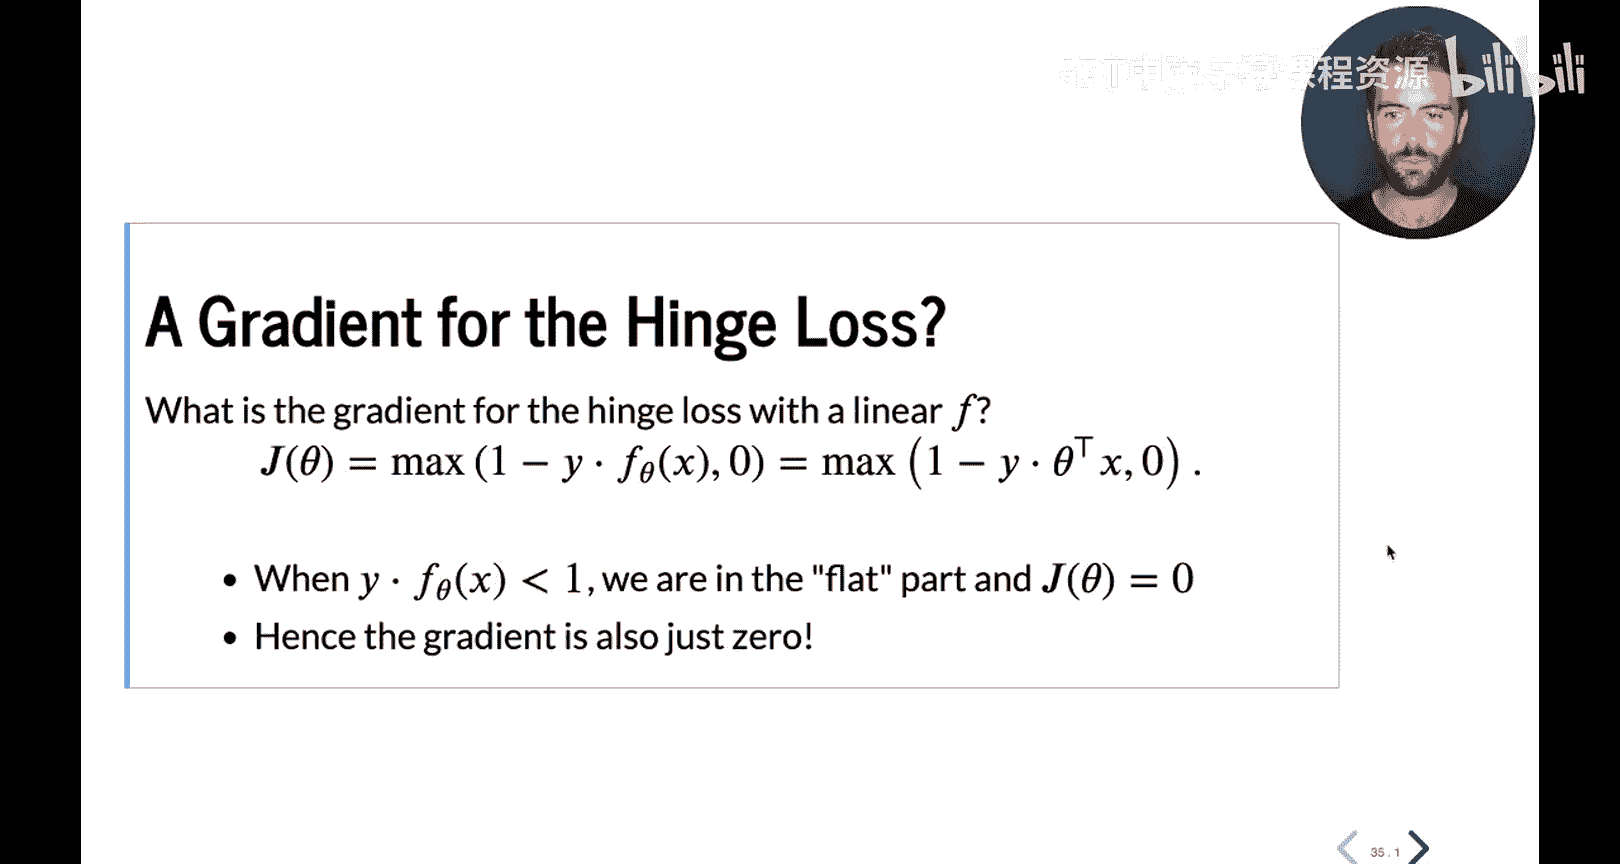 程资源 bilibili
A Gradient for the Hinge Loss?
What is the gradient for the hinge loss with a linear f?
J(θ) = max (1 − y · f_θ(x), 0) = max (1 − y · θ^⊤ x, 0) .
• When y · f_θ(x) < 1, we are in the "flat" part and J(θ) = 0
• Hence the gradient is also just zero!
35 . 1